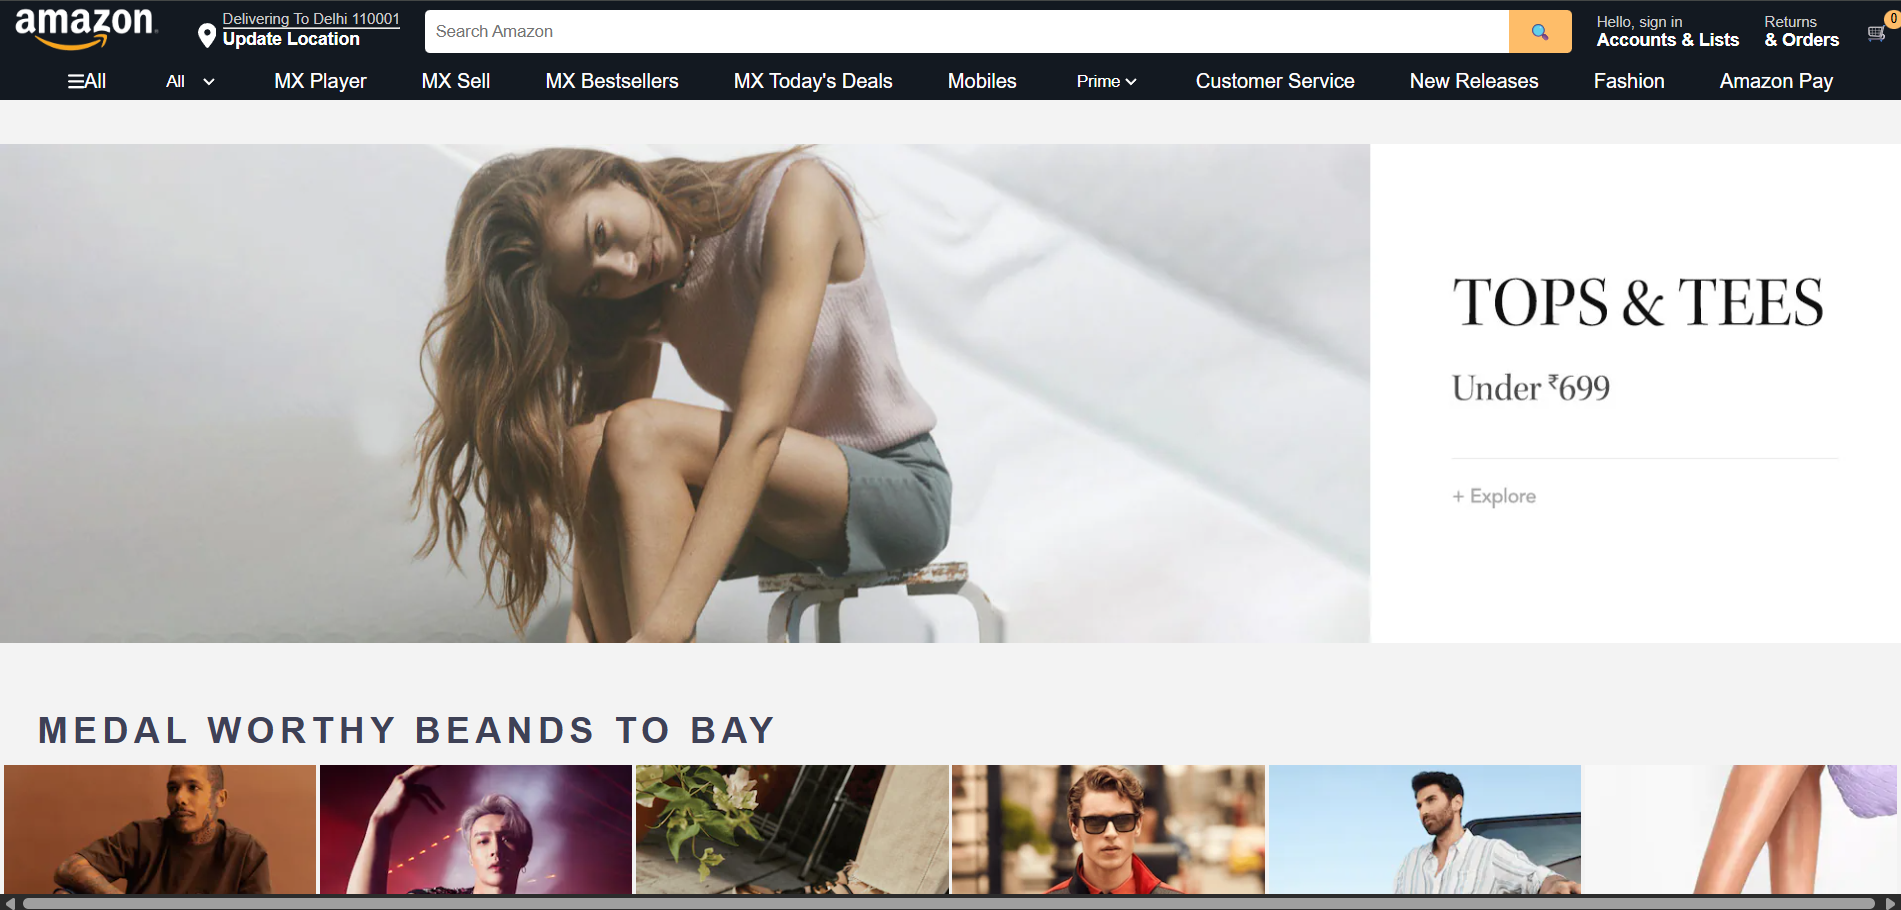 amazon
Delivering To Delhi 110001
Update Location
Search Amazon
Hello, sign in
Accounts & Lists
Returns
& Orders
0
All
All
MX Player
MX Sell
MX Bestsellers
MX Today's Deals
Mobiles
Prime
Customer Service
New Releases
Fashion
Amazon Pay
TOPS & TEES
Under ₹699
+ Explore
MEDAL WORTHY BEANDS TO BAY